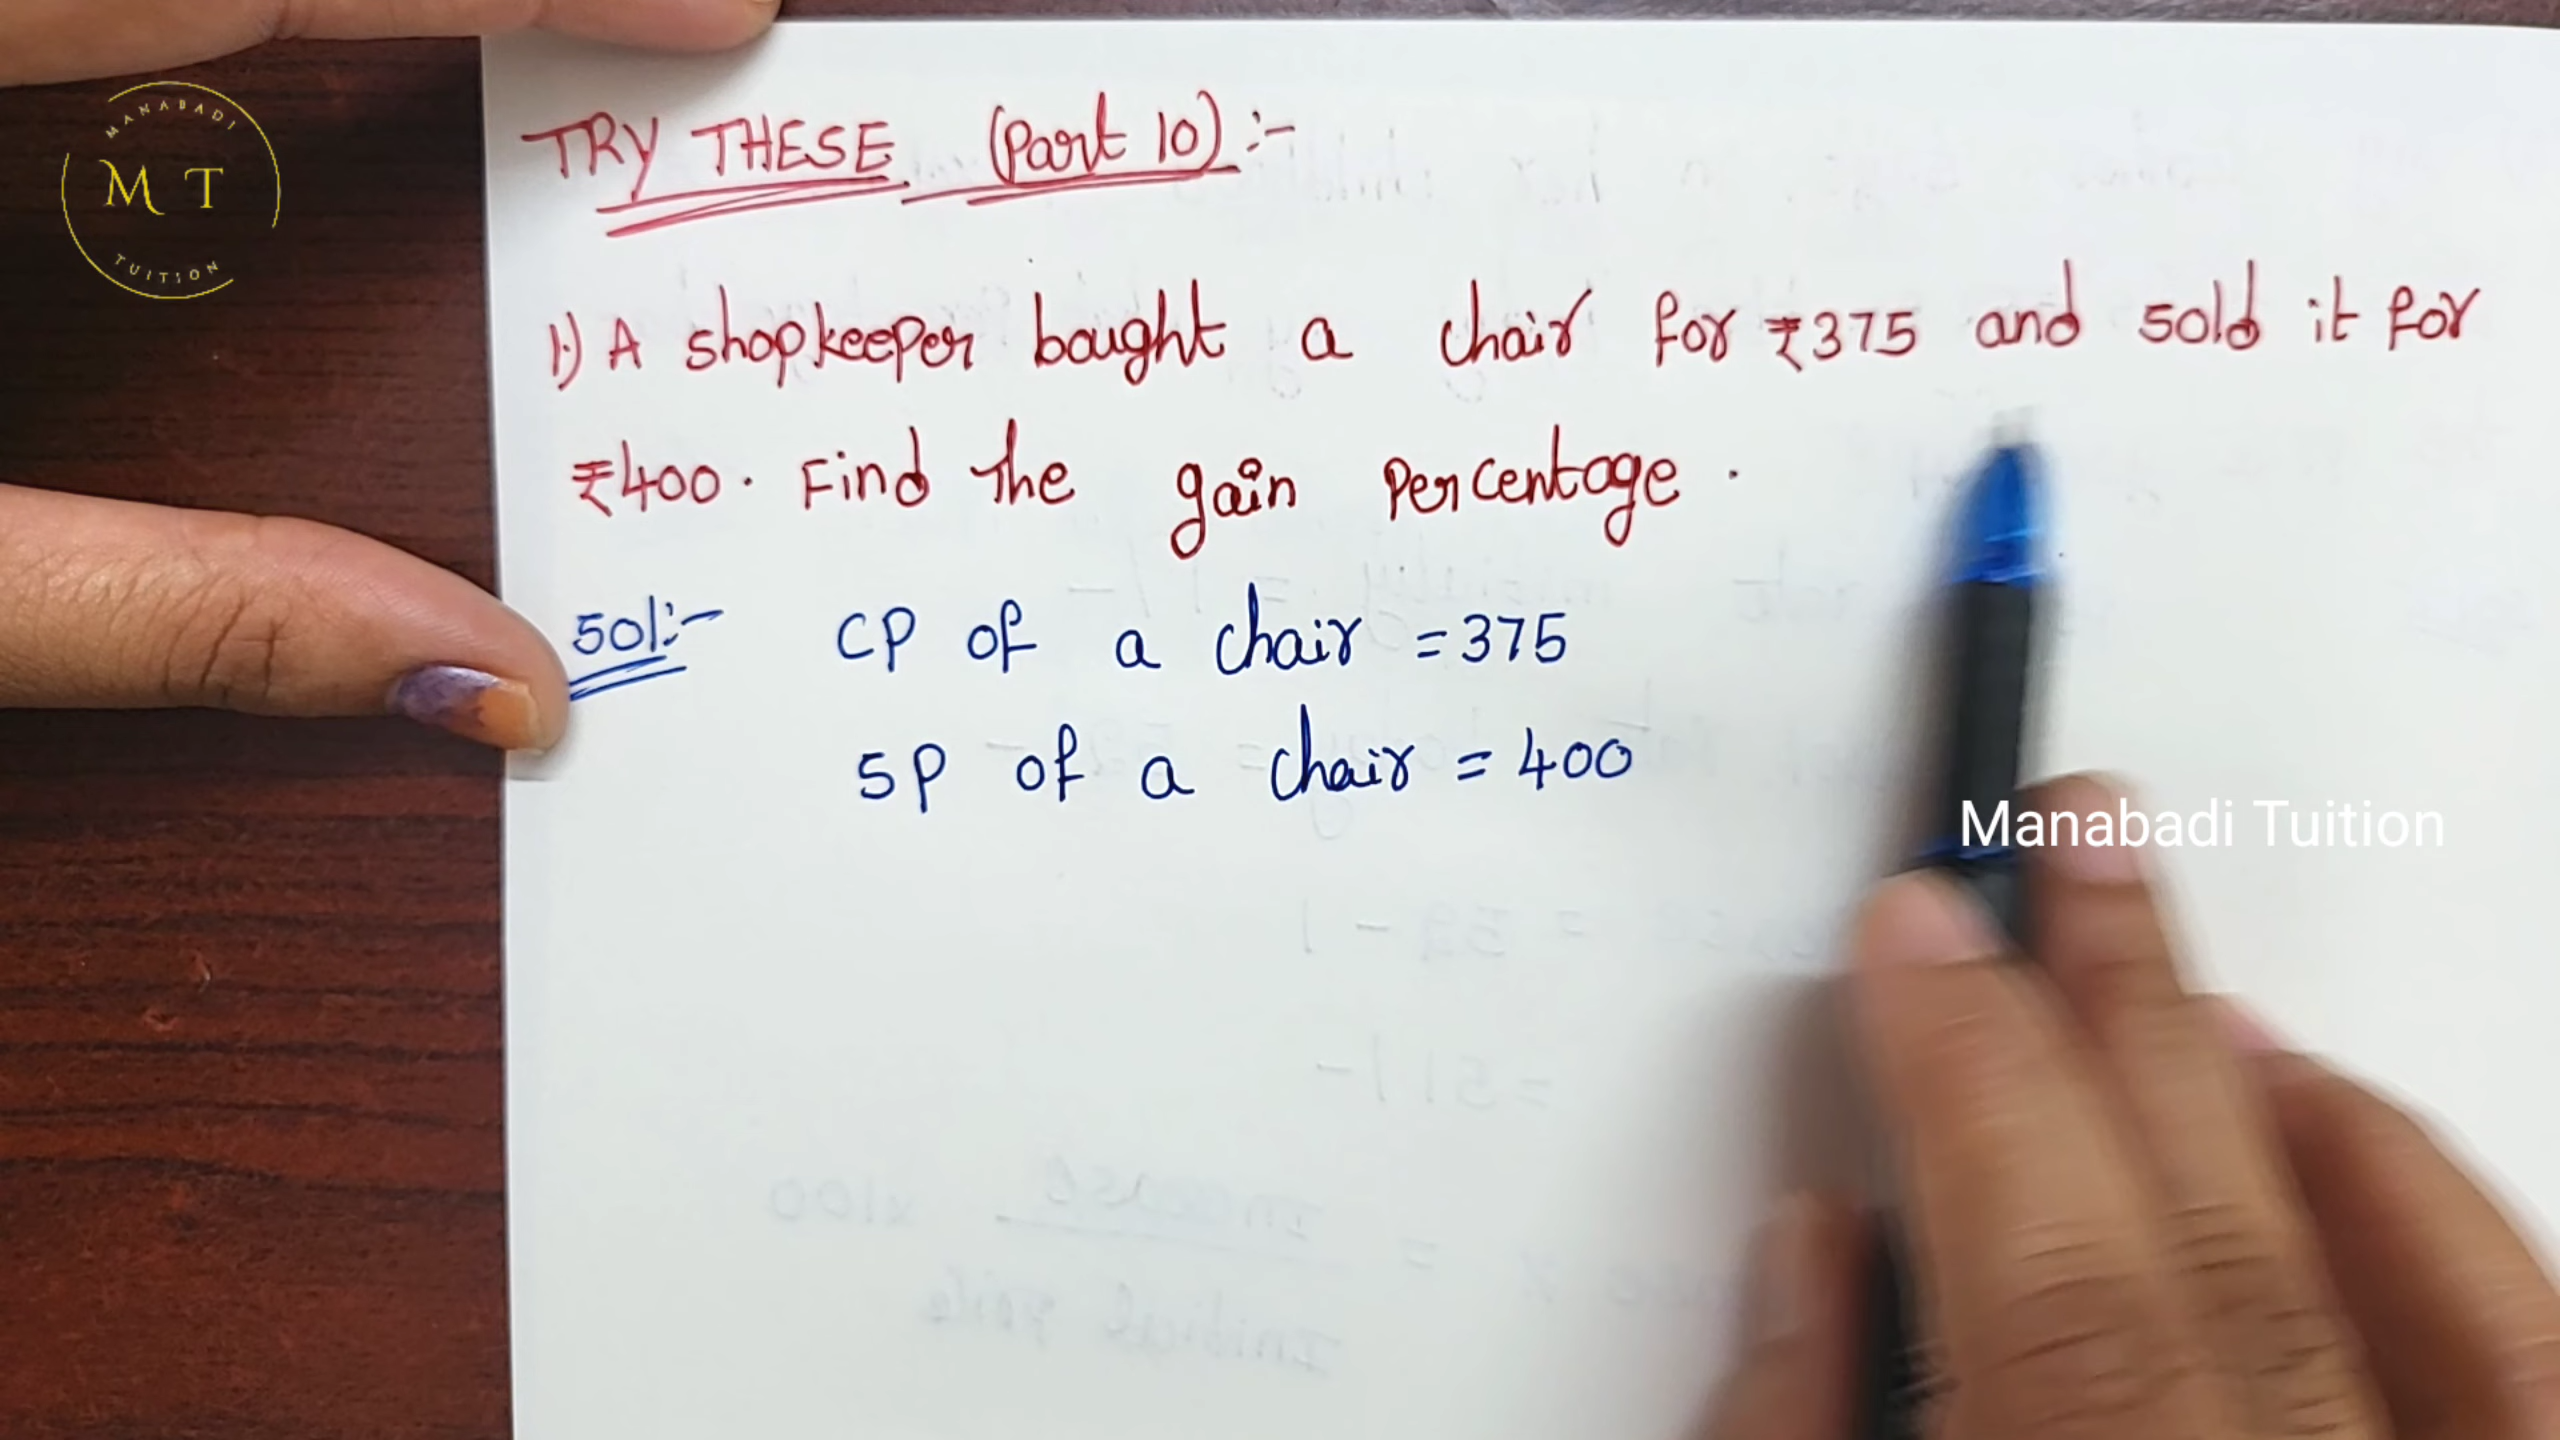 MANABADI
MT
TUITION
TRY THESE (Part 10):-
1) A shopkeeper bought a chair for ₹375 and sold it for
₹400. Find the gain Percentage.
Sol:- CP of a chair = 375
SP of a chair = 400
Manabadi Tuition